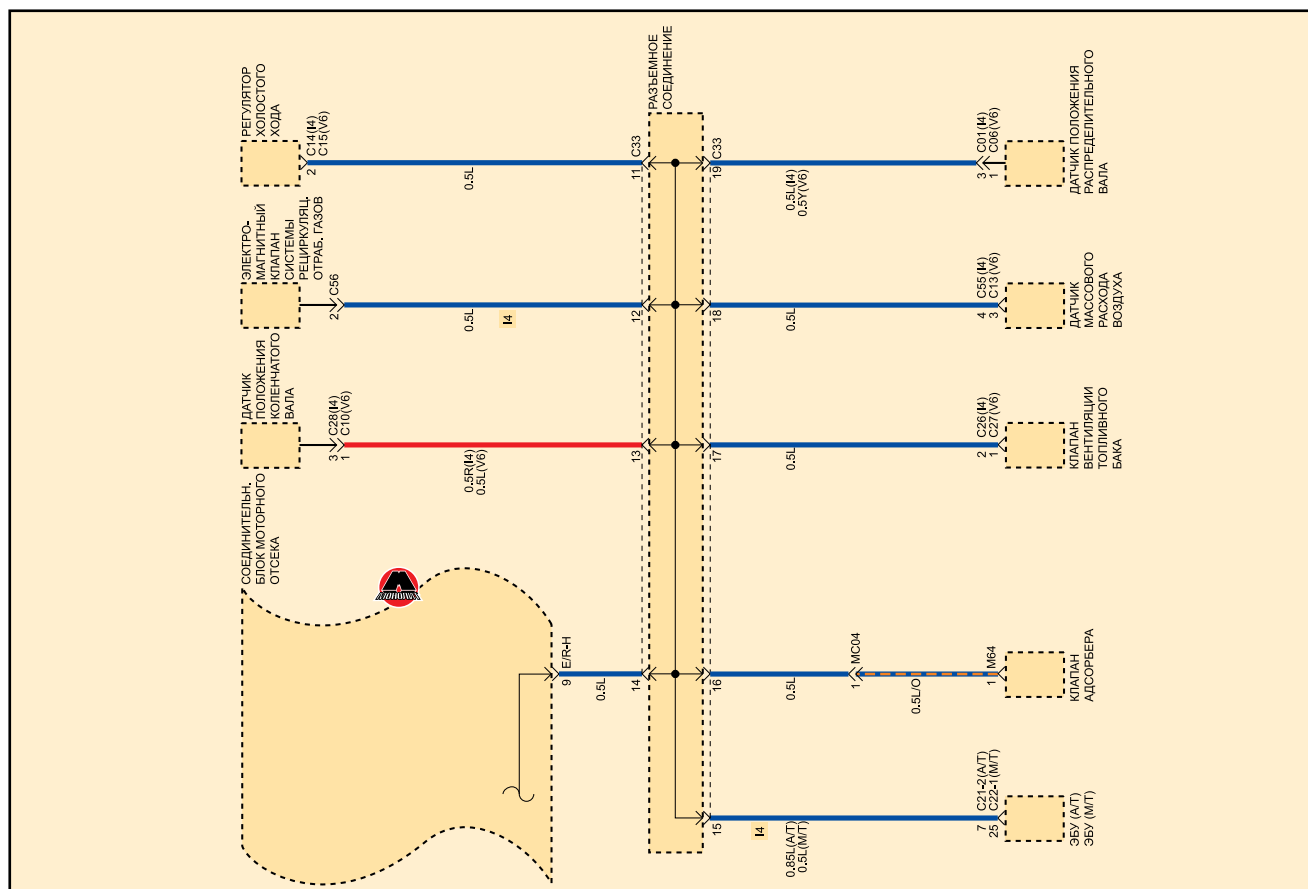 РЕГУЛЯТОР
ХОЛОСТОГО
ХОДА
C14(I4)
C15(V6)
2
0.5L
11
C33
РАЗЪЕМНОЕ
СОЕДИНЕНИЕ
19
C33
0.5L(I4)
0.5Y(V6)
3
1
C01(I4)
C06(V6)
ДАТЧИК ПОЛОЖЕНИЯ
РАСПРЕДЕЛИТЕЛЬНОГО
ВАЛА
ЭЛЕКТРО-
МАГНИТНЫЙ
КЛАПАН
СИСТЕМЫ
РЕЦИРКУЛЯЦ.
ОТРАБ. ГАЗОВ
2
C56
0.5L
I4
12
18
0.5L
4
3
C55(I4)
C13(V6)
ДАТЧИК
МАССОВОГО
РАСХОДА
ВОЗДУХА
ДАТЧИК
ПОЛОЖЕНИЯ
КОЛЕНЧАТОГО
ВАЛА
3
1
C28(I4)
C10(V6)
0.5R(I4)
0.5L(V6)
13
17
0.5L
2
1
C26(I4)
C27(V6)
КЛАПАН
ВЕНТИЛЯЦИИ
ТОПЛИВНОГО
БАКА
СОЕДИНИТЕЛЬН.
БЛОК МОТОРНОГО
ОТСЕКА
9
E/R-H
0.5L
14
16
0.5L
1
MC04
0.5L/O
1
M64
КЛАПАН
АДСОРБЕРА
15
I4
0.85L(A/T)
0.5L(M/T)
7
25
C21-2(A/T)
C22-1(M/T)
ЭБУ (A/T)
ЭБУ (M/T)